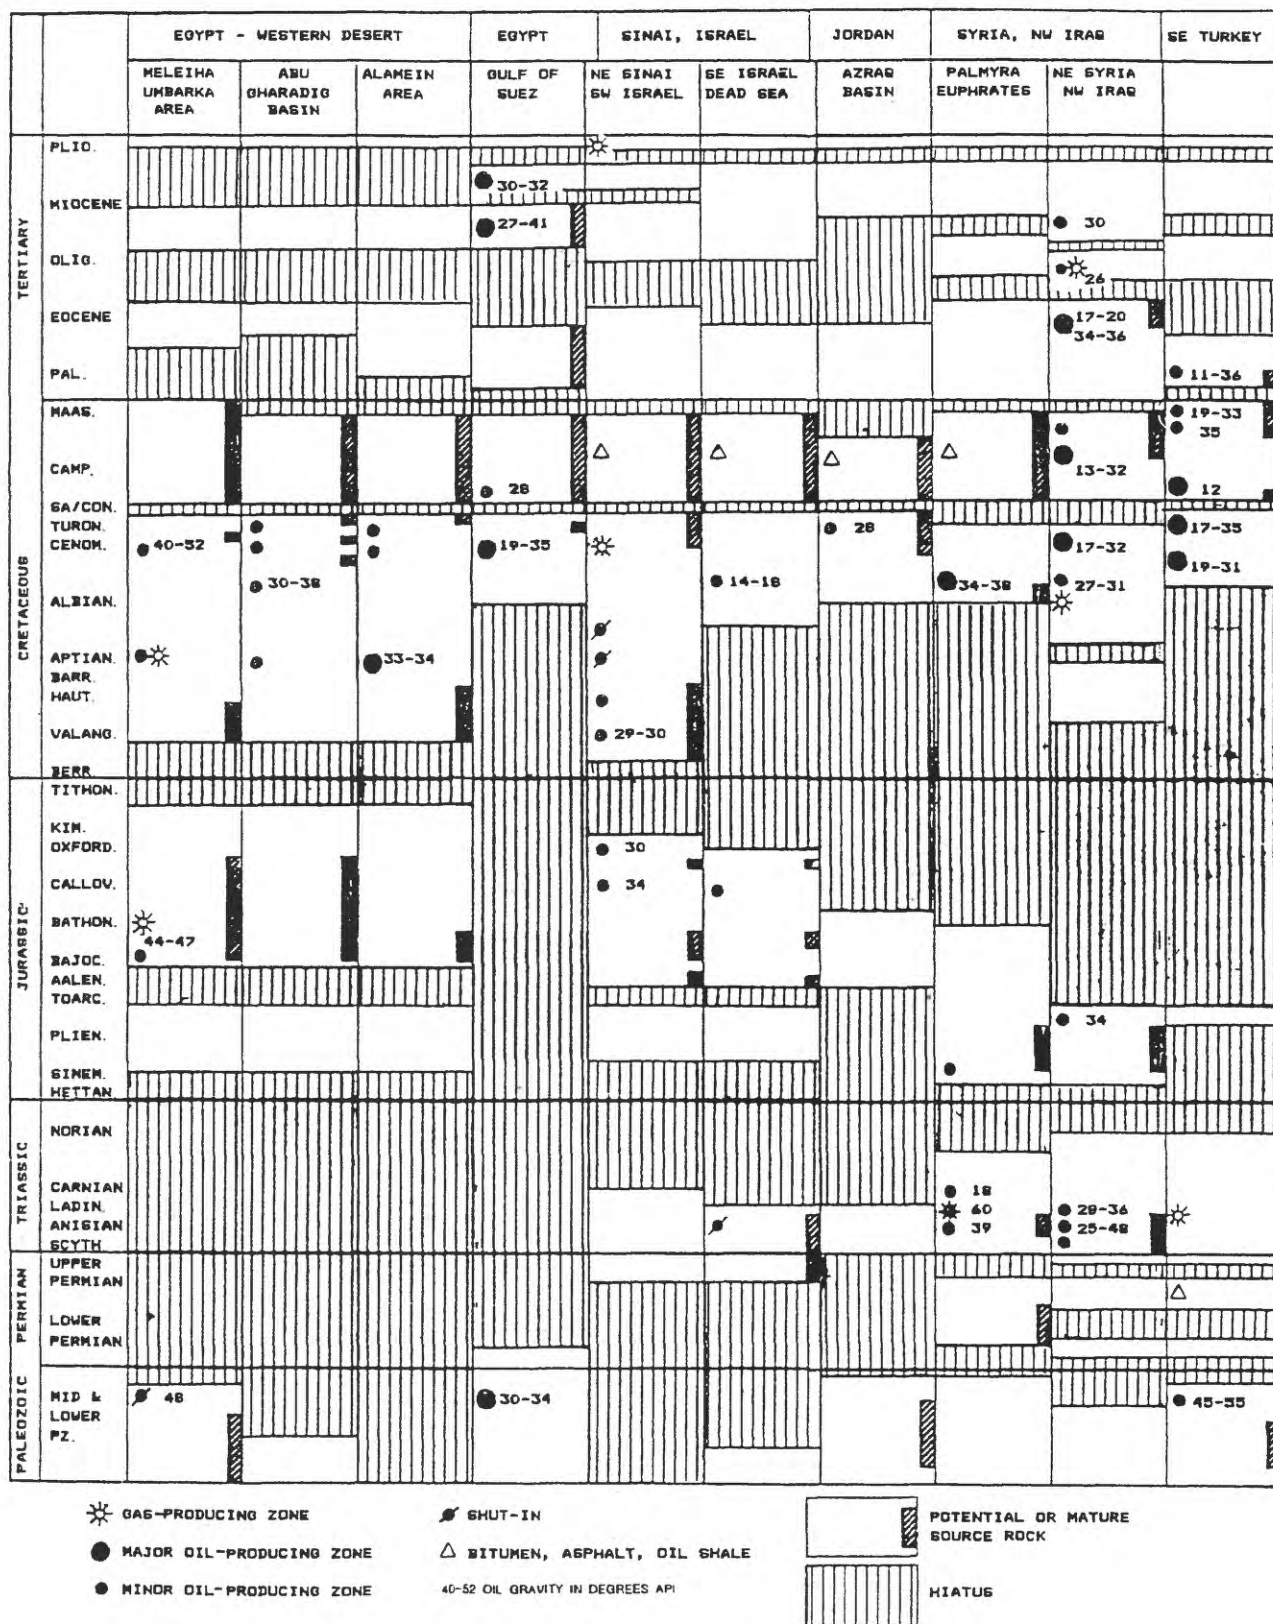 EGYPT - WESTERN DESERT EGYPT SINAI, ISRAEL JORDAN SYRIA, NW IRAQ SE TURKEY
MELEIHA UMBARKA AREA
ABU GHARADIG BASIN
ALAMEIN AREA
GULF OF SUEZ
NE SINAI SW ISRAEL
SE ISRAEL DEAD SEA
AZRAQ BASIN
PALMYRA EUPHRATES
NE SYRIA NW IRAQ
TERTIARY
PLIO.
30-32
MIOCENE
27-41 30
OLIG.
26
EOCENE 17-20
34-36
PAL. 11-36
CRETACEOUS
MAAS. 19-33
35
CAMP. 13-32
28 12
SA/CON.
TURON. 28 17-35
CENOM. 40-52 19-35 17-32
19-31
30-38 14-18 34-38 27-31
ALBIAN.
APTIAN. 33-34
BARR.
HAUT.
VALANG. 29-30
BERR.
JURASSIC
TITHON.
KIM.
OXFORD. 30
CALLOV. 34
BATHON.
44-47
BAJOC.
AALEN.
TOARC.
34
PLIEN.
SINEM.
HETTAN.
TRIASSIC
NORIAN
CARNIAN 18
LADIN. 60 29-36
ANISIAN 39 25-48
SCYTH.
PERMIAN
UPPER
PERMIAN
LOWER
PERMIAN
PALEOZOIC
MID & 48 30-34 45-55
LOWER
PZ.
GAS-PRODUCING ZONE SHUT-IN POTENTIAL OR MATURE
SOURCE ROCK
MAJOR OIL-PRODUCING ZONE BITUMEN, ASPHALT, OIL SHALE
MINOR OIL-PRODUCING ZONE 40-52 OIL GRAVITY IN DEGREES API HIATUS